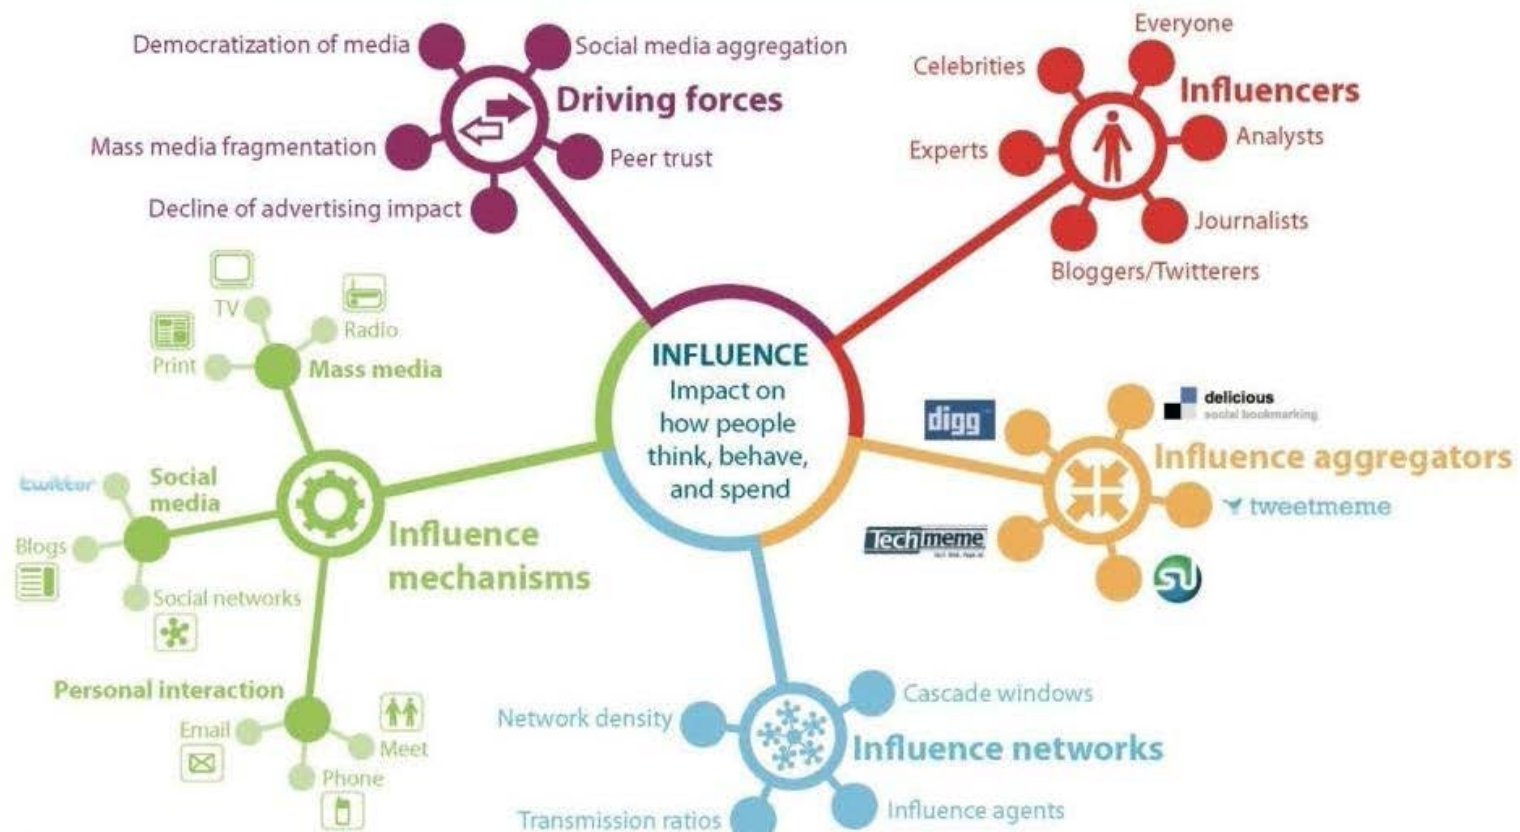 Everyone
Democratization of media
Social media aggregation
Celebrities
Driving forces
Influencers
Mass media fragmentation
Peer trust
Experts
Analysts
Decline of advertising impact
Journalists
Bloggers/Twitterers
TV
Radio
Print
Mass media
INFLUENCE
Impact on
how people
think, behave,
and spend
digg
delicious
social bookmarking
Influence aggregators
tweetmeme
Techmeme
SU
twitter
Social
media
Blogs
Social networks
Influence
mechanisms
Personal interaction
Email
Meet
Phone
Network density
Cascade windows
Influence networks
Transmission ratios
Influence agents